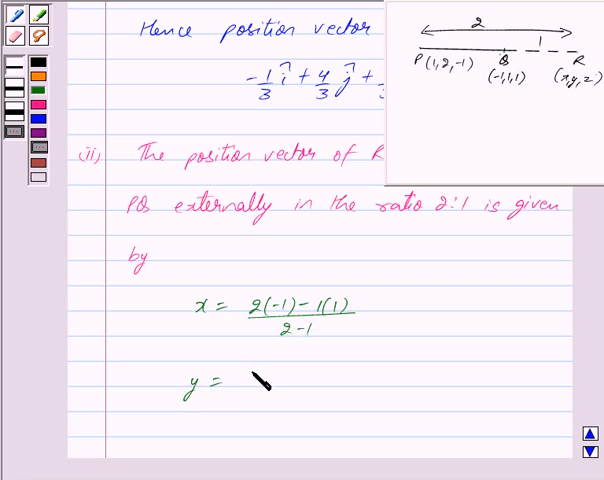 Hence position vector
-1/3 î + 4/3 ĵ +
2
1
P(1,2,-1) Q R
(-1,1,1) (x,y,z)
(ii) The position vector of R
PQ externally in the ratio 2:1 is given
by
x = 2(-1) - 1(1) / 2-1
y =